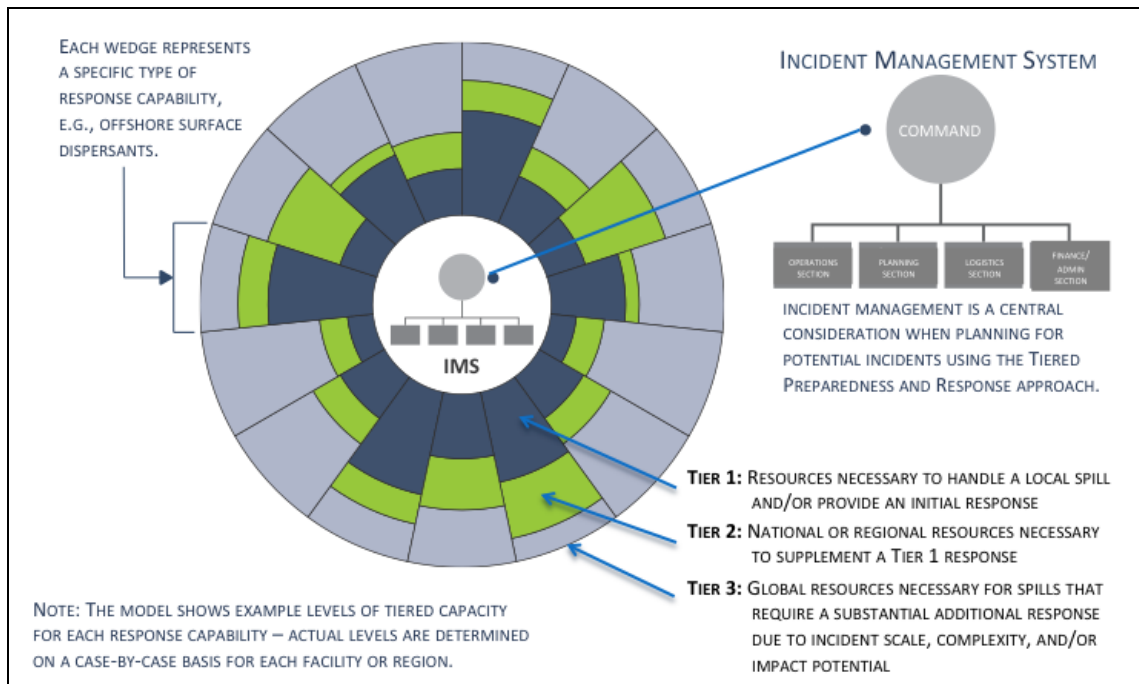 Each wedge represents
a specific type of
response capability,
e.g., offshore surface
dispersants.
Incident Management System
COMMAND
OPERATIONS
SECTION
PLANNING
SECTION
LOGISTICS
SECTION
FINANCE/
ADMIN
SECTION
Incident management is a central
consideration when planning for
potential incidents using the Tiered
Preparedness and Response approach.
IMS
Tier 1: Resources necessary to handle a local spill
and/or provide an initial response
Tier 2: National or regional resources necessary
to supplement a Tier 1 response
Tier 3: Global resources necessary for spills that
require a substantial additional response
due to incident scale, complexity, and/or
impact potential
Note: The model shows example levels of tiered capacity
for each response capability – actual levels are determined
on a case-by-case basis for each facility or region.